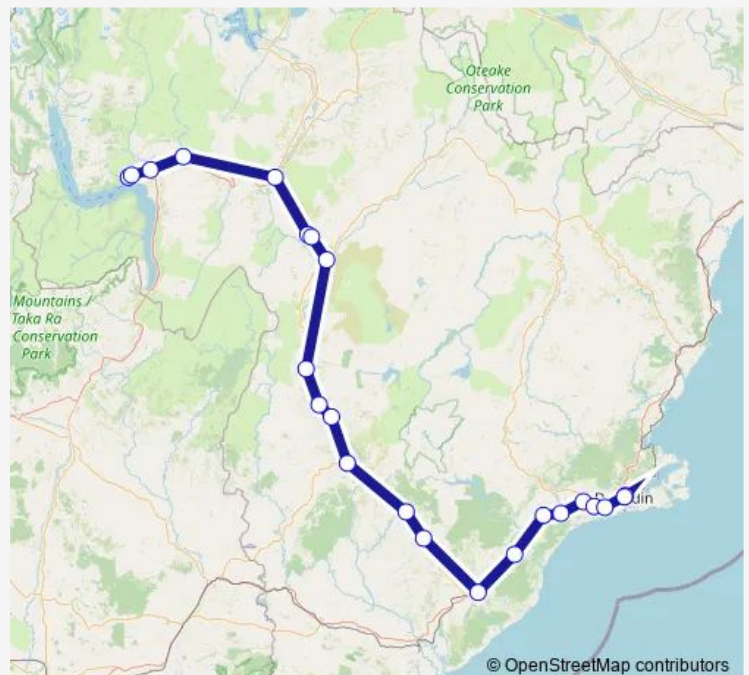 Oteake
Conservation
Park
Mountains /
Taka Ra
Conservation
Park
© OpenStreetMap contributors